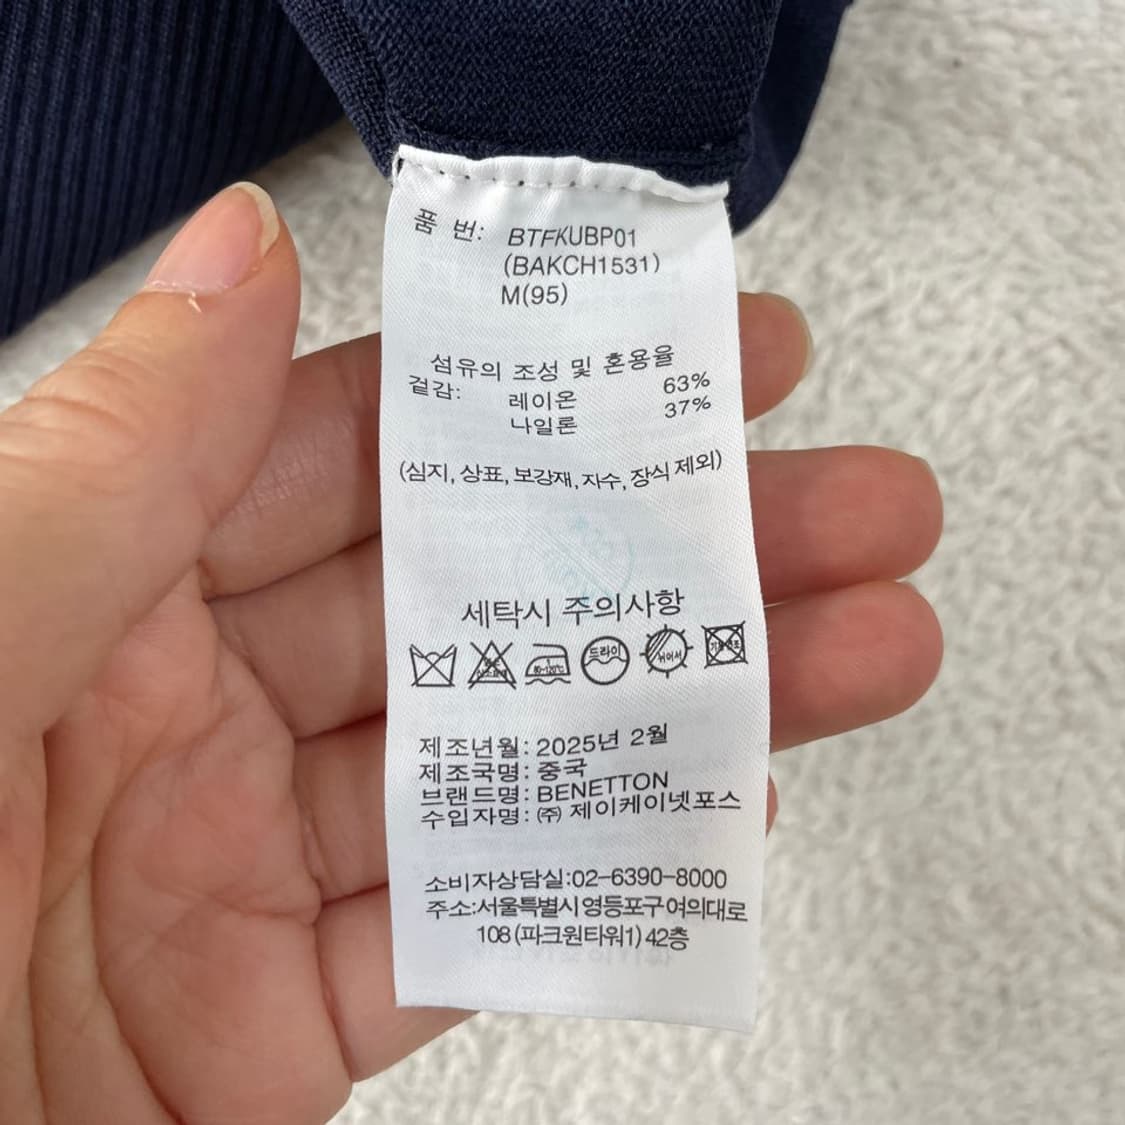 품 번: BTFKUBP01
(BAKCH1531)
M(95)
섬유의 조성 및 혼용율
겉감: 레이온 63%
나일론 37%
(심지, 상표, 보강재, 자수, 장식 제외)
세탁시 주의사항
드라이
뉘어서
제조년월: 2025년 2월
제조국명: 중국
브랜드명: BENETTON
수입자명: ㈜ 제이케이넷포스
소비자상담실:02-6390-8000
주소:서울특별시 영등포구 여의대로
108 (파크원타워1) 42층